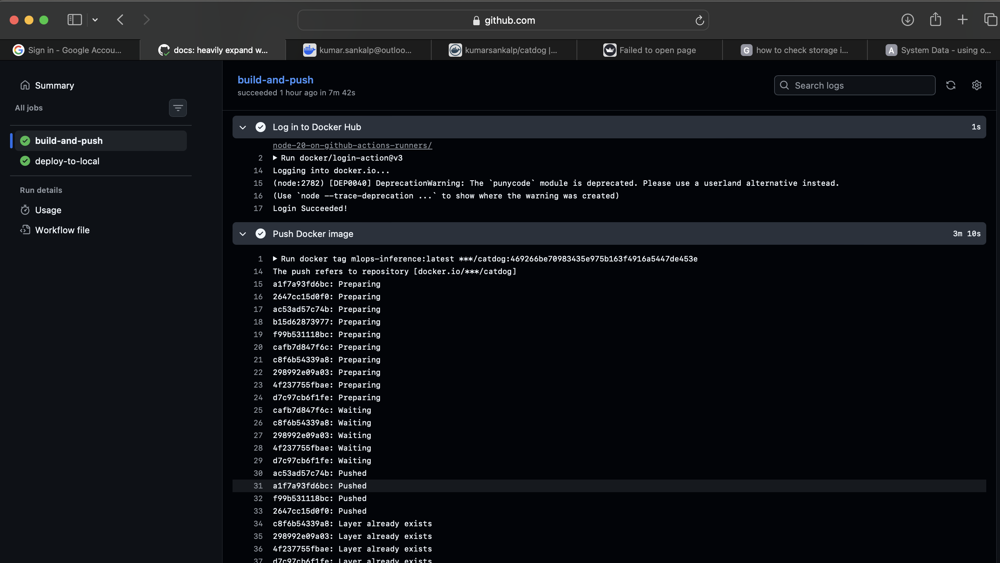 github.com
Sign in - Google Accou...
docs: heavily expand w...
kumar.sankalp@outloo...
kumarsankalp/catdog |...
Failed to open page
G how to check storage i...
A System Data - using o...
Summary
All jobs
build-and-push
deploy-to-local
Run details
Usage
Workflow file
build-and-push
succeeded 1 hour ago in 7m 42s
Search logs
Log in to Docker Hub 1s
node-20-on-github-actions-runners/
2 ▶ Run docker/login-action@v3
14 Logging into docker.io...
15 (node:2782) [DEP0040] DeprecationWarning: The `punycode` module is deprecated. Please use a userland alternative instead.
16 (Use `node --trace-deprecation ...` to show where the warning was created)
17 Login Succeeded!
Push Docker image 3m 10s
1 ▶ Run docker tag mlops-inference:latest ***/catdog:469266be70983435e975b163f4916a5447de453e
14 The push refers to repository [docker.io/***/catdog]
15 a1f7a93fd6bc: Preparing
16 2647cc15d0f0: Preparing
17 ac53ad57c74b: Preparing
18 b15d62873977: Preparing
19 f99b531118bc: Preparing
20 cafb7d847f6c: Preparing
21 c8f6b54339a8: Preparing
22 298992e09a03: Preparing
23 4f237755fbae: Preparing
24 d7c97cb6f1fe: Preparing
25 cafb7d847f6c: Waiting
26 c8f6b54339a8: Waiting
27 298992e09a03: Waiting
28 4f237755fbae: Waiting
29 d7c97cb6f1fe: Waiting
30 ac53ad57c74b: Pushed
31 a1f7a93fd6bc: Pushed
32 f99b531118bc: Pushed
33 2647cc15d0f0: Pushed
34 c8f6b54339a8: Layer already exists
35 298992e09a03: Layer already exists
36 4f237755fbae: Layer already exists
37 d7c97cb6f1fe: Layer already exists